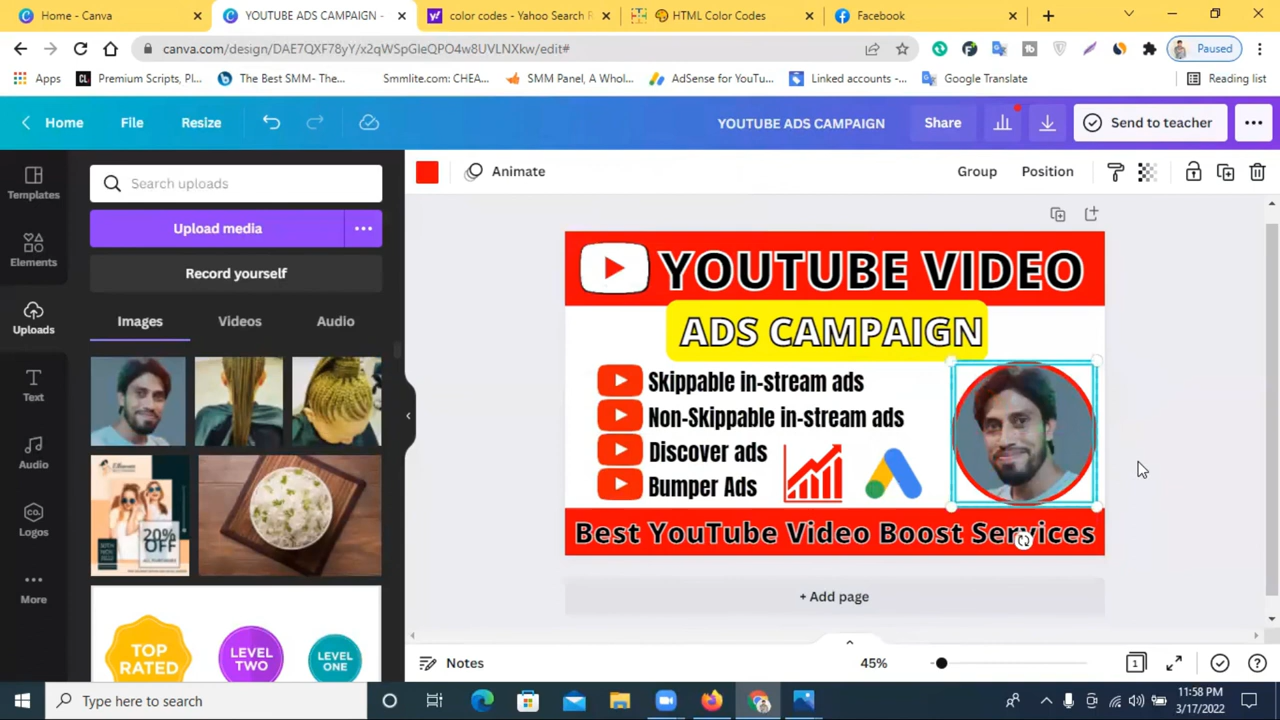 Home - Canva
YOUTUBE ADS CAMPAIGN -
color codes - Yahoo Search R
HTML Color Codes
Facebook
canva.com/design/DAE7QXF78yY/x2qWSpGleQPO4w8UVLNXkw/edit#
Paused
Apps
Premium Scripts, Pl...
The Best SMM- The...
Smmlite.com: CHEA...
SMM Panel, A Whol...
AdSense for YouTu...
Linked accounts -...
Google Translate
Reading list
Home
File
Resize
YOUTUBE ADS CAMPAIGN
Share
Send to teacher
Templates
Elements
Uploads
Text
Audio
Logos
More
Search uploads
Upload media
Record yourself
Images
Videos
Audio
20%
OFF
TOP
RATED
LEVEL
TWO
LEVEL
ONE
Animate
Group
Position
YOUTUBE VIDEO
ADS CAMPAIGN
Skippable in-stream ads
Non-Skippable in-stream ads
Discover ads
Bumper Ads
Best YouTube Video Boost Services
+ Add page
Notes
45%
1
Type here to search
11:58 PM
3/17/2022